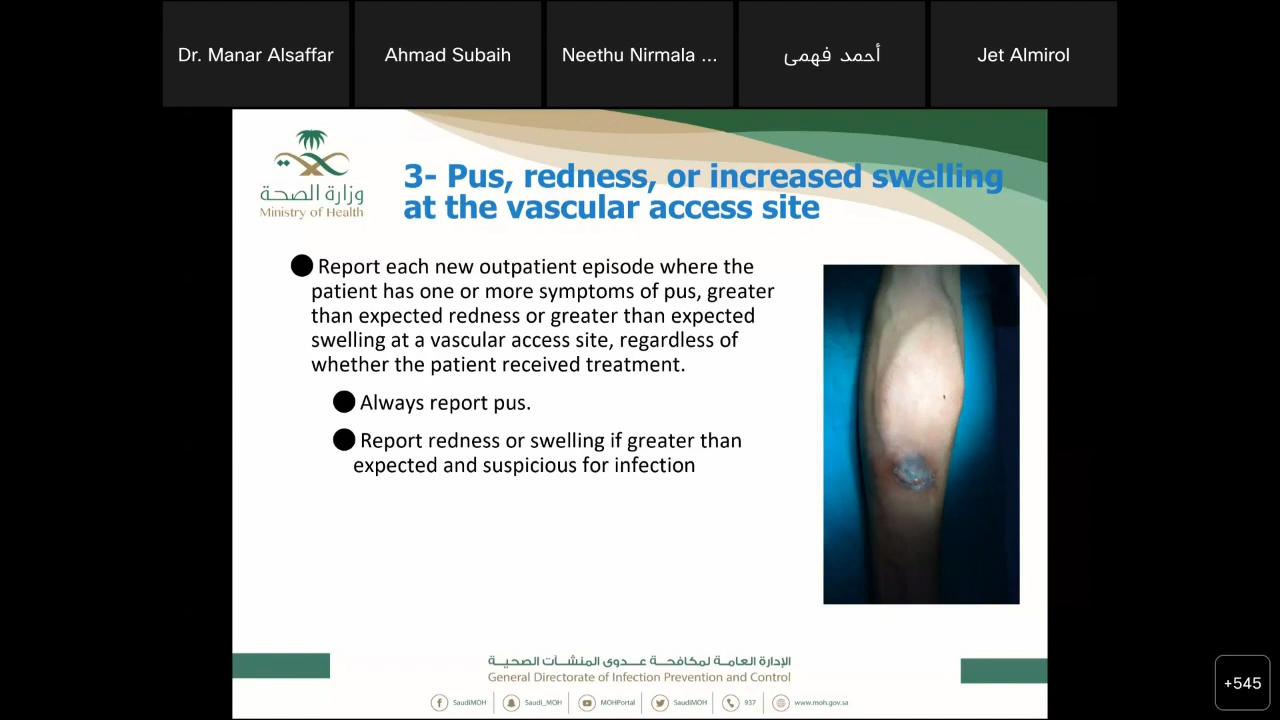 Dr. Manar Alsaffar
Ahmad Subaih
Neethu Nirmala ...
أحمد فهمى
Jet Almirol
وزارة الصحة
Ministry of Health
3- Pus, redness, or increased swelling
at the vascular access site
Report each new outpatient episode where the
patient has one or more symptoms of pus, greater
than expected redness or greater than expected
swelling at a vascular access site, regardless of
whether the patient received treatment.
Always report pus.
Report redness or swelling if greater than
expected and suspicious for infection
الإدارة العامة لمكافحة عدوى المنشآت الصحية
General Directorate of Infection Prevention and Control
SaudiMOH
Saudi_MOH
MOHPortal
SaudiMOH
937
www.moh.gov.sa
+545